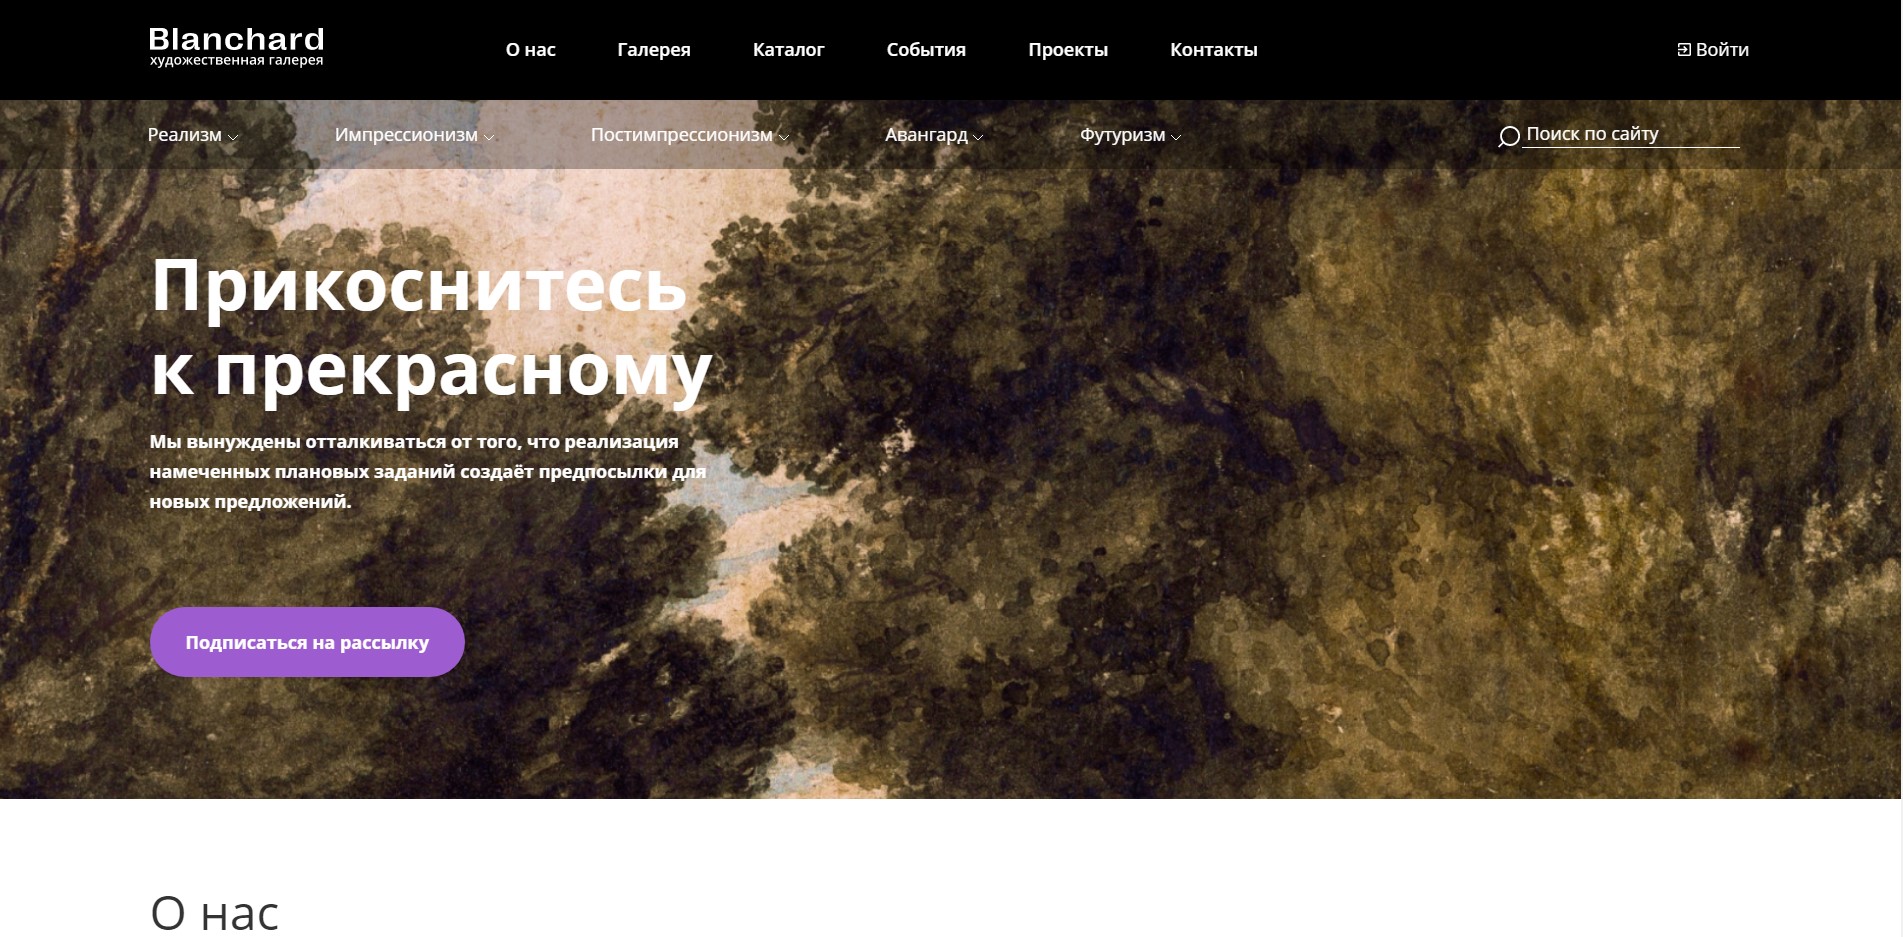 Blanchard
художественная галерея
О нас
Галерея
Каталог
События
Проекты
Контакты
Войти
Реализм
Импрессионизм
Постимпрессионизм
Авангард
Футуризм
Поиск по сайту
Прикоснитесь
к прекрасному
Мы вынуждены отталкиваться от того, что реализация
намеченных плановых заданий создаёт предпосылки для
новых предложений.
Подписаться на рассылку
О нас